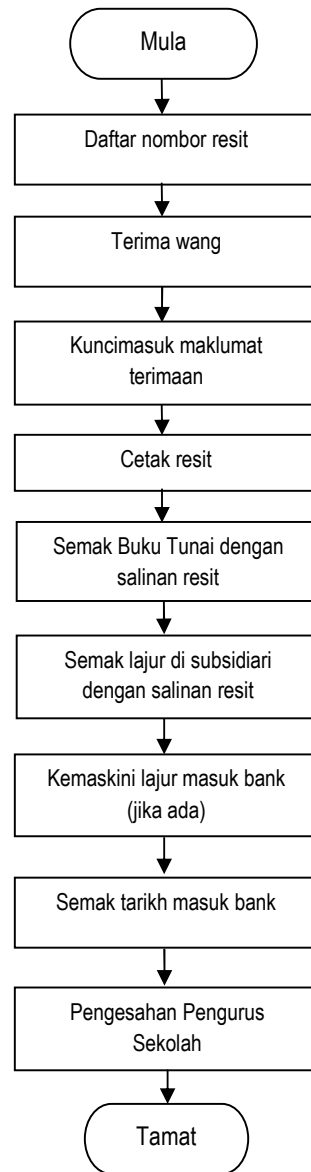 Mula
Daftar nombor resit
Terima wang
Kuncimasuk maklumat
terimaan
Cetak resit
Semak Buku Tunai dengan
salinan resit
Semak lajur di subsidiari
dengan salinan resit
Kemaskini lajur masuk bank
(jika ada)
Semak tarikh masuk bank
Pengesahan Pengurus
Sekolah
Tamat